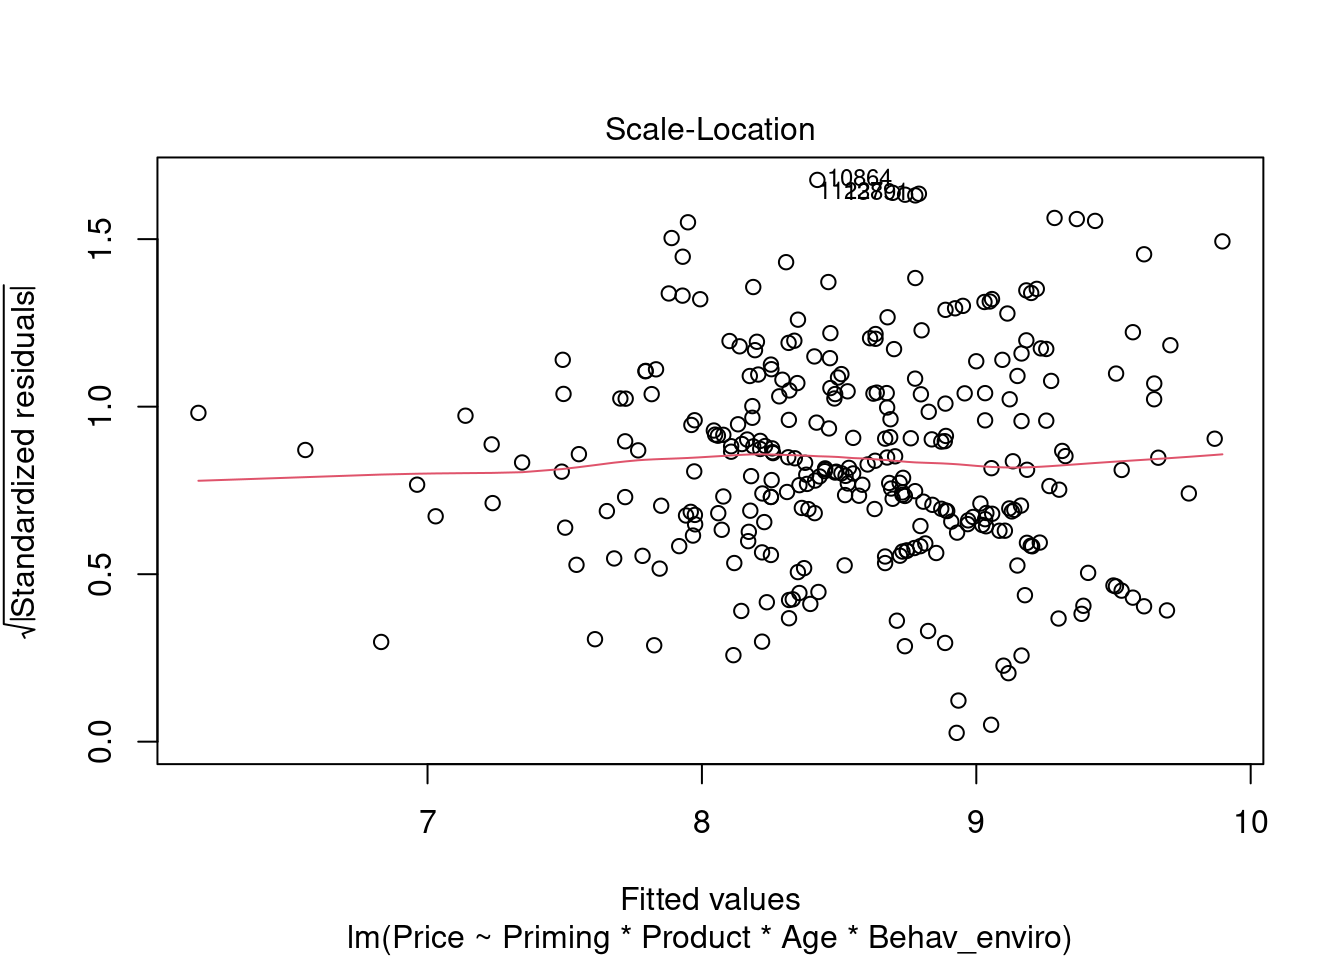 Scale-Location
10864
√|Standardized residuals|
1.5
1.0
0.5
0.0
7
8
9
10
Fitted values
lm(Price ~ Priming * Product * Age * Behav_enviro)